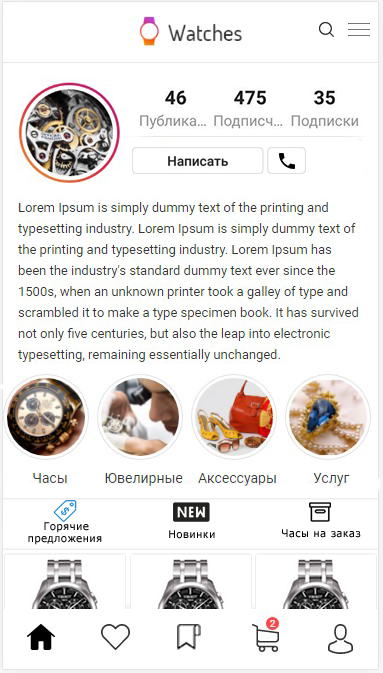 Watches
46 475 35
Публика... Подписч... Подписки
Написать
Lorem Ipsum is simply dummy text of the printing and
typesetting industry. Lorem Ipsum is simply dummy text of
the printing and typesetting industry. Lorem Ipsum has
been the industry's standard dummy text ever since the
1500s, when an unknown printer took a galley of type and
scrambled it to make a type specimen book. It has survived
not only five centuries, but also the leap into electronic
typesetting, remaining essentially unchanged.
Часы Ювелирные Аксессуары Услуг
NEW
Горячие
предложения
Новинки
Часы на заказ
TISSOT TISSOT TISSOT
2